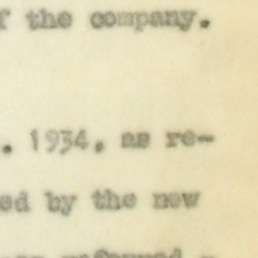 f the company.
. 1934, as re-
ed by the new